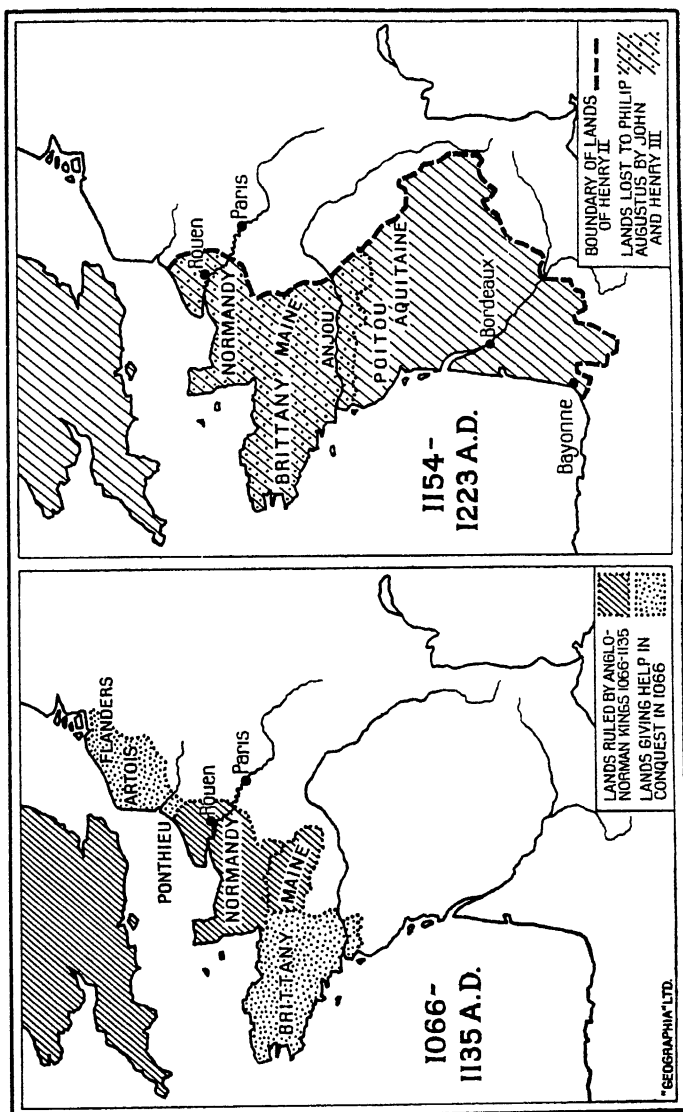 FLANDERS
ARTOIS
PONTHIEU
Rouen
Paris
NORMANDY
MAINE
BRITTANY
1066-
1135 A.D.
LANDS RULED BY ANGLO-
NORMAN KINGS 1066-1135
LANDS GIVING HELP IN
CONQUEST IN 1066
"GEOGRAPHIA" LTD.
Rouen
Paris
NORMANDY
MAINE
BRITTANY
ANJOU
POITOU
AQUITAINE
Bordeaux
Bayonne
1154-
1223 A.D.
BOUNDARY OF LANDS
OF HENRY II
LANDS LOST TO PHILIP
AUGUSTUS BY JOHN
AND HENRY III